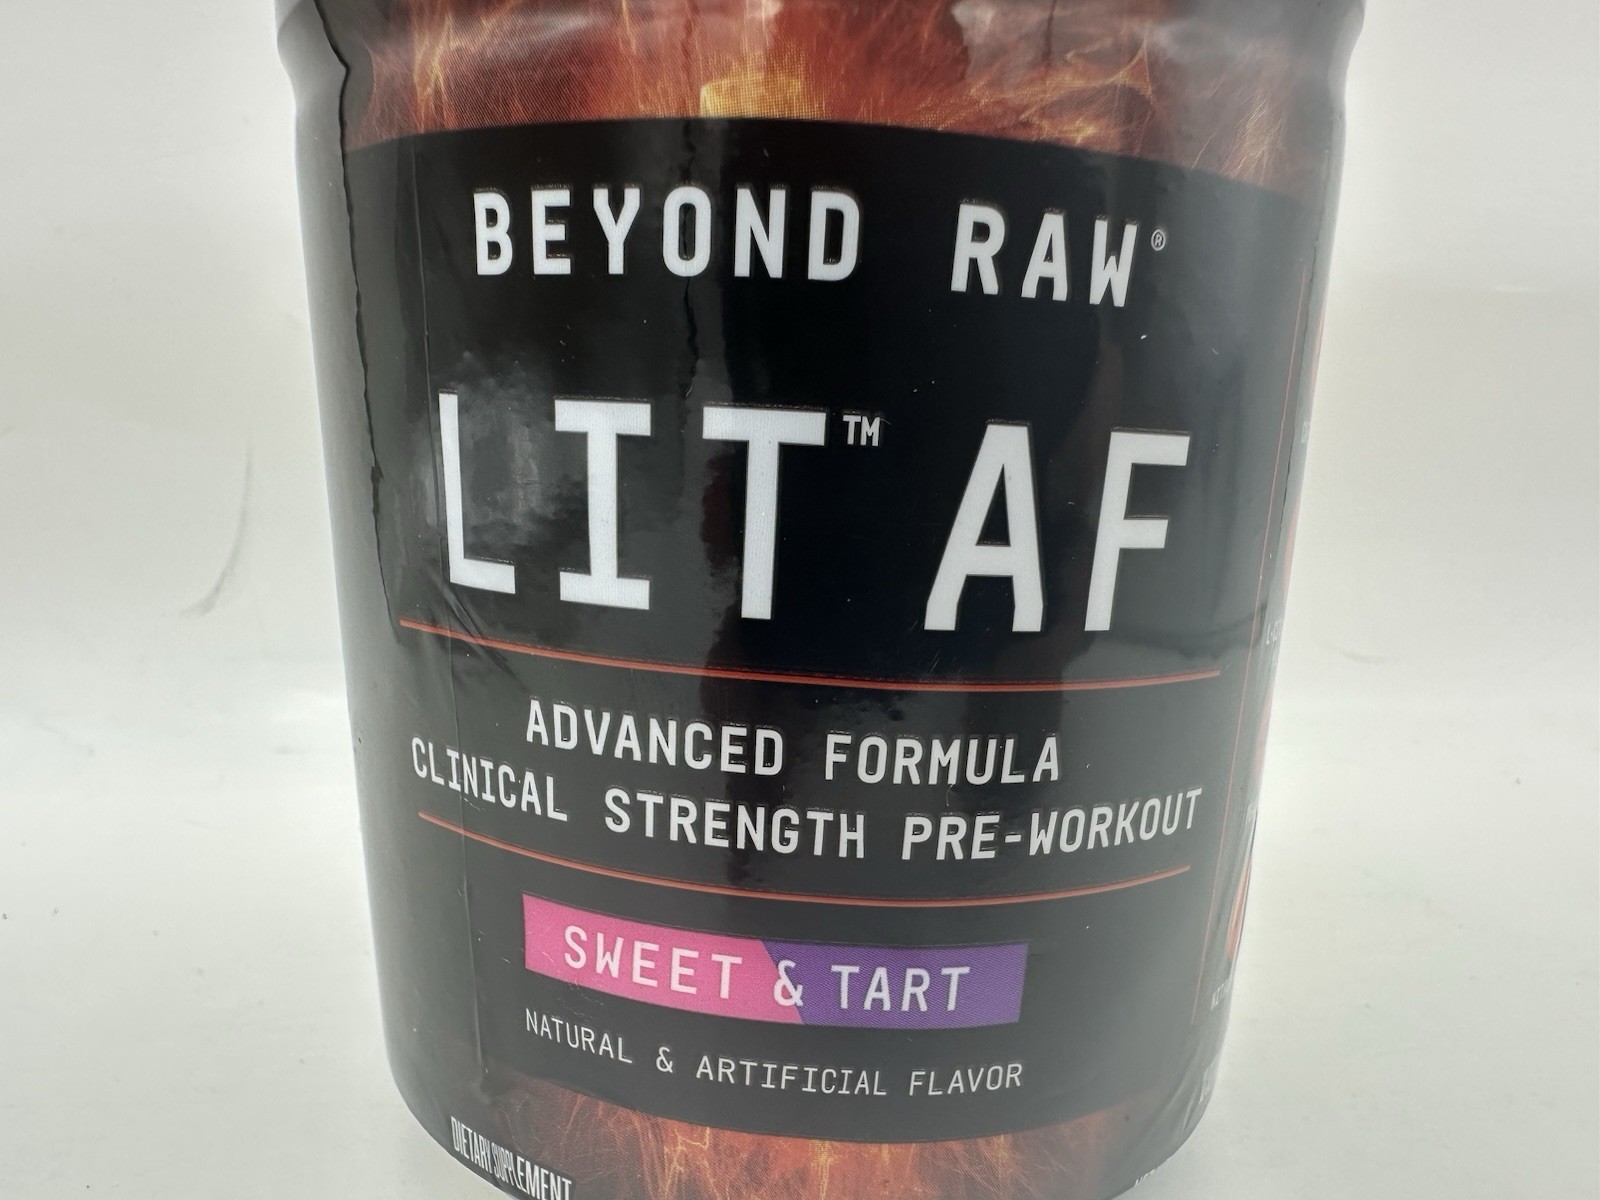 BEYOND RAW®
LIT™ AF
ADVANCED FORMULA
CLINICAL STRENGTH PRE-WORKOUT
SWEET & TART
NATURAL & ARTIFICIAL FLAVOR
DIETARY SUPPLEMENT